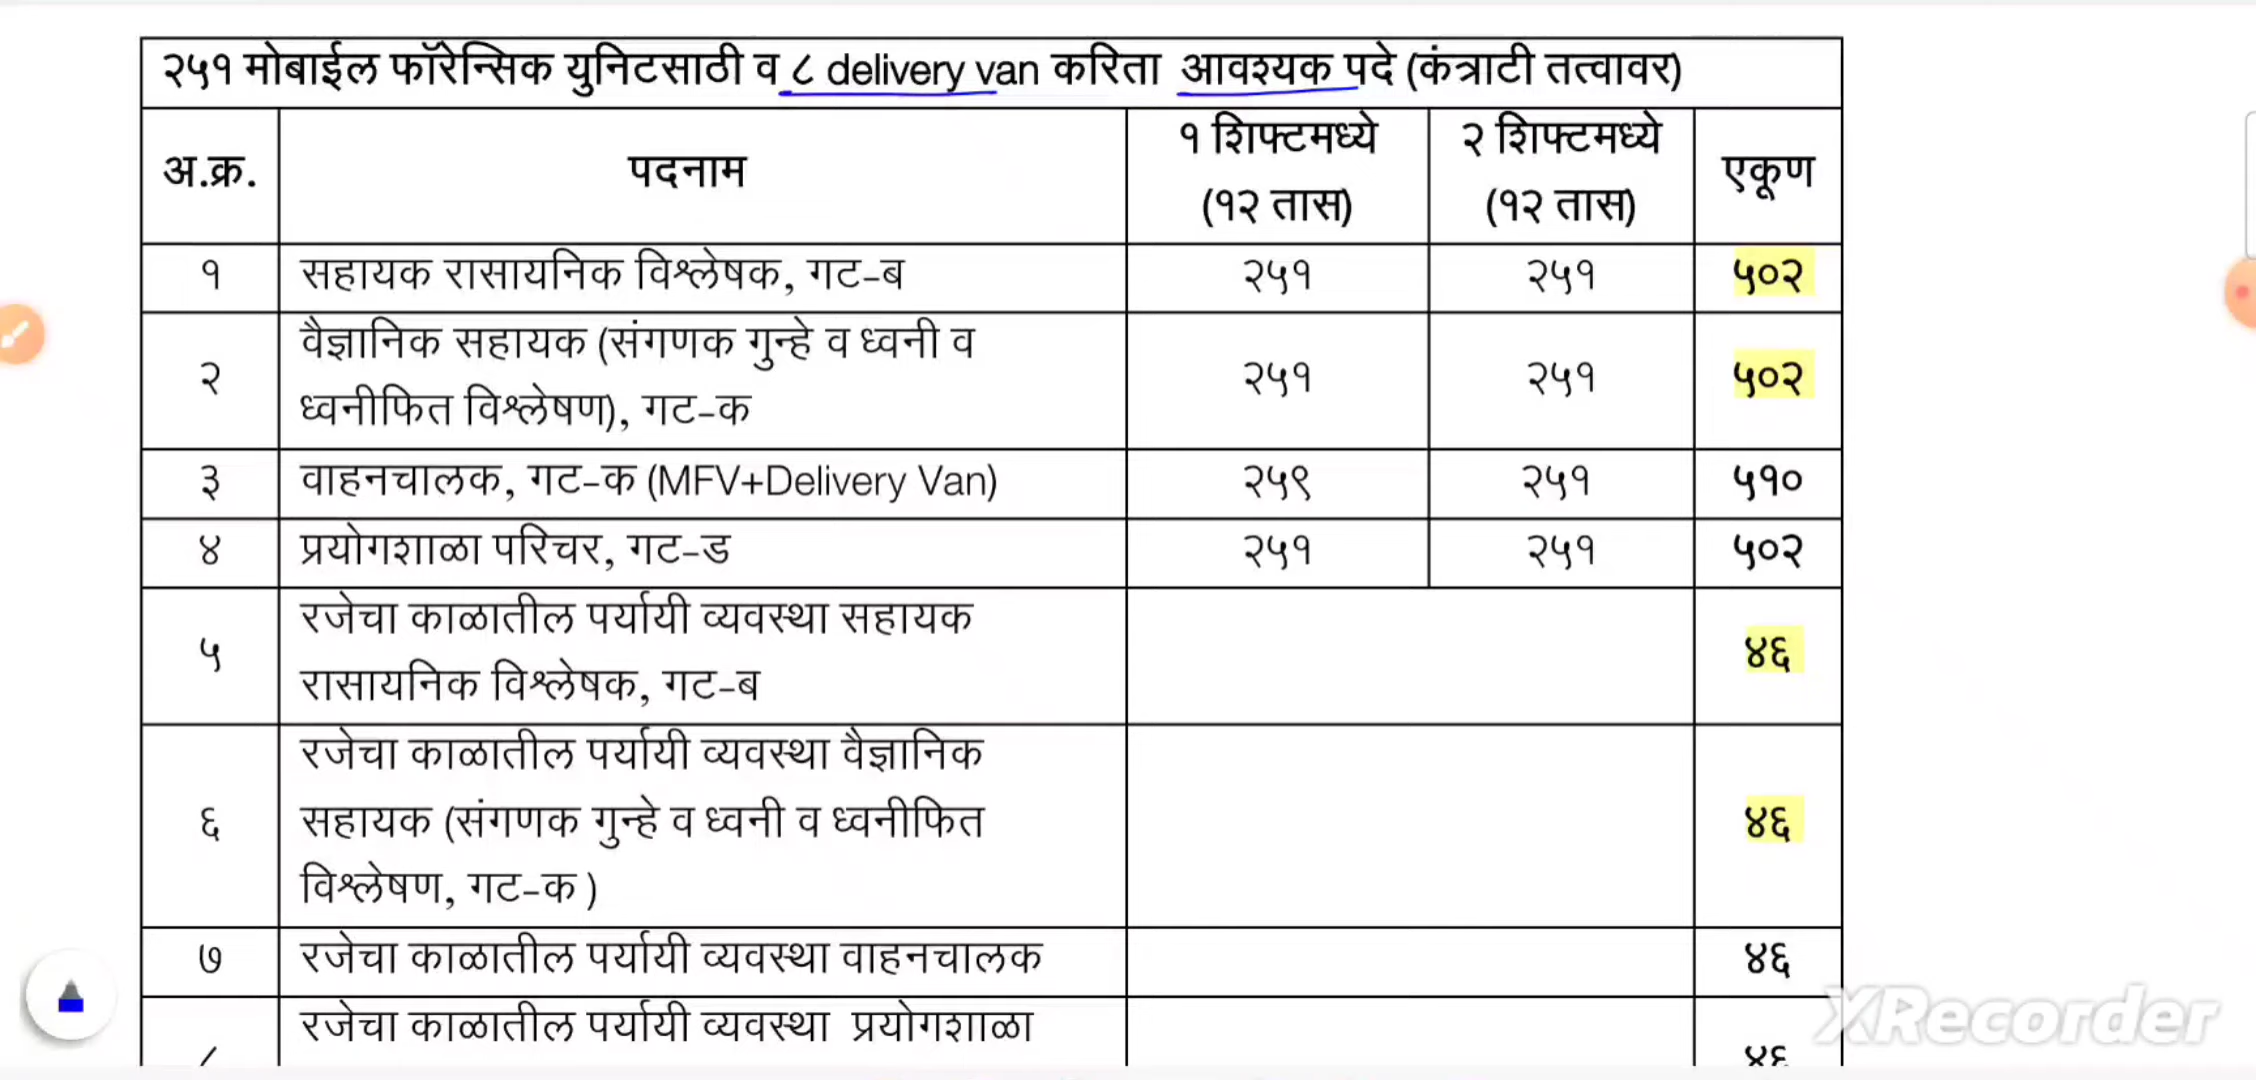 २५१ मोबाईल फॉरेन्सिक युनिटसाठी व ८ delivery van करिता आवश्यक पदे (कंत्राटी तत्वावर)
अ.क्र. पदनाम १ शिफ्टमध्ये (१२ तास) २ शिफ्टमध्ये (१२ तास) एकूण
१ सहायक रासायनिक विश्लेषक, गट-ब २५१ २५१ ५०२
२ वैज्ञानिक सहायक (संगणक गुन्हे व ध्वनी व
ध्वनीफित विश्लेषण), गट-क २५१ २५१ ५०२
३ वाहनचालक, गट-क (MFV+Delivery Van) २५९ २५१ ५१०
४ प्रयोगशाळा परिचर, गट-ड २५१ २५१ ५०२
५ रजेचा काळातील पर्यायी व्यवस्था सहायक
रासायनिक विश्लेषक, गट-ब ४६
६ रजेचा काळातील पर्यायी व्यवस्था वैज्ञानिक
सहायक (संगणक गुन्हे व ध्वनी व ध्वनीफित
विश्लेषण, गट-क ) ४६
७ रजेचा काळातील पर्यायी व्यवस्था वाहनचालक ४६
रजेचा काळातील पर्यायी व्यवस्था प्रयोगशाळा
XRecorder